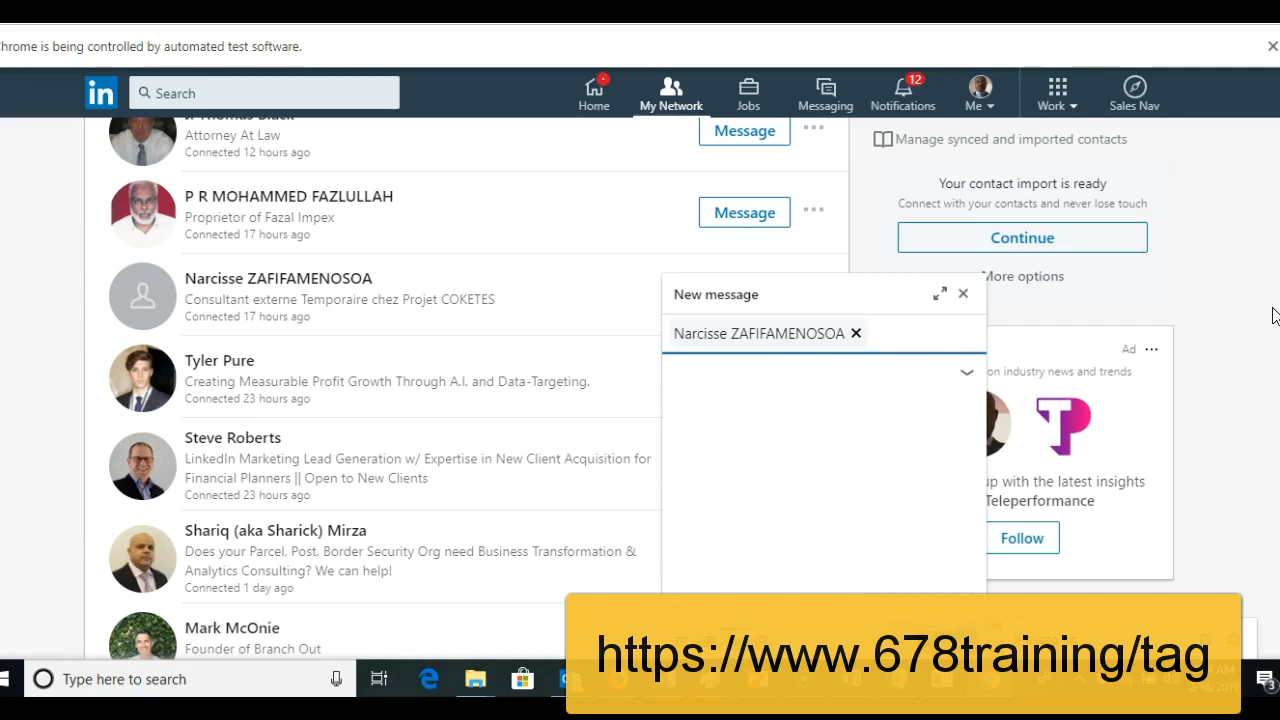 Chrome is being controlled by automated test software.
in
Search
Home
My Network
Jobs
Messaging
12
Notifications
Me
Work
Sales Nav
Attorney At Law
Connected 12 hours ago
Message
Manage synced and imported contacts
Your contact import is ready
Connect with your contacts and never lose touch
Continue
More options
P R MOHAMMED FAZLULLAH
Proprietor of Fazal Impex
Connected 17 hours ago
Message
Narcisse ZAFIFAMENOSOA
Consultant externe Temporaire chez Projet COKETES
Connected 17 hours ago
New message
Narcisse ZAFIFAMENOSOA
Tyler Pure
Creating Measurable Profit Growth Through A.I. and Data-Targeting.
Connected 23 hours ago
Steve Roberts
LinkedIn Marketing Lead Generation w/ Expertise in New Client Acquisition for
Financial Planners || Open to New Clients
Connected 23 hours ago
Shariq (aka Sharick) Mirza
Does your Parcel, Post, Border Security Org need Business Transformation &
Analytics Consulting? We can help!
Connected 1 day ago
Mark McOnie
Founder of Branch Out
Ad
on industry news and trends
up with the latest insights
Teleperformance
Follow
https://www.678training/tag
Type here to search
3